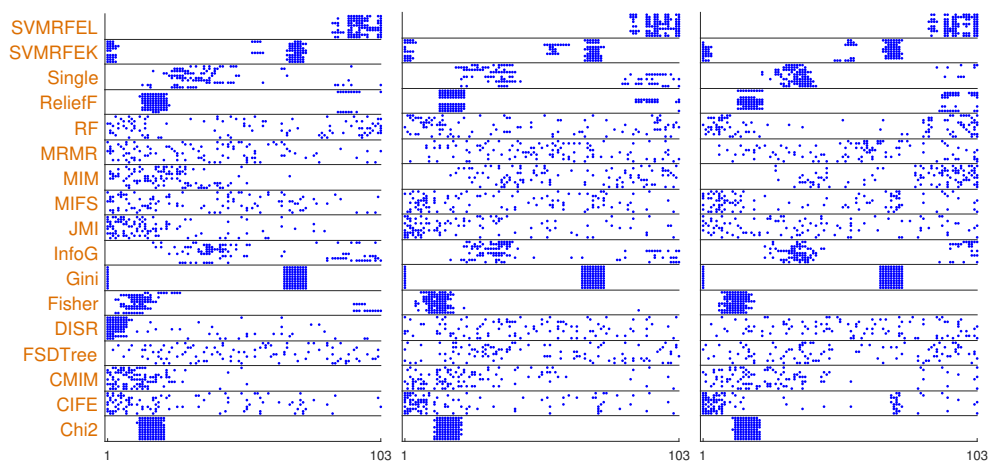 SVMRFEL
SVMRFEK
Single
ReliefF
RF
MRMR
MIM
MIFS
JMI
InfoG
Gini
Fisher
DISR
FSDTree
CMIM
CIFE
Chi2
1 103 1 103 1 103